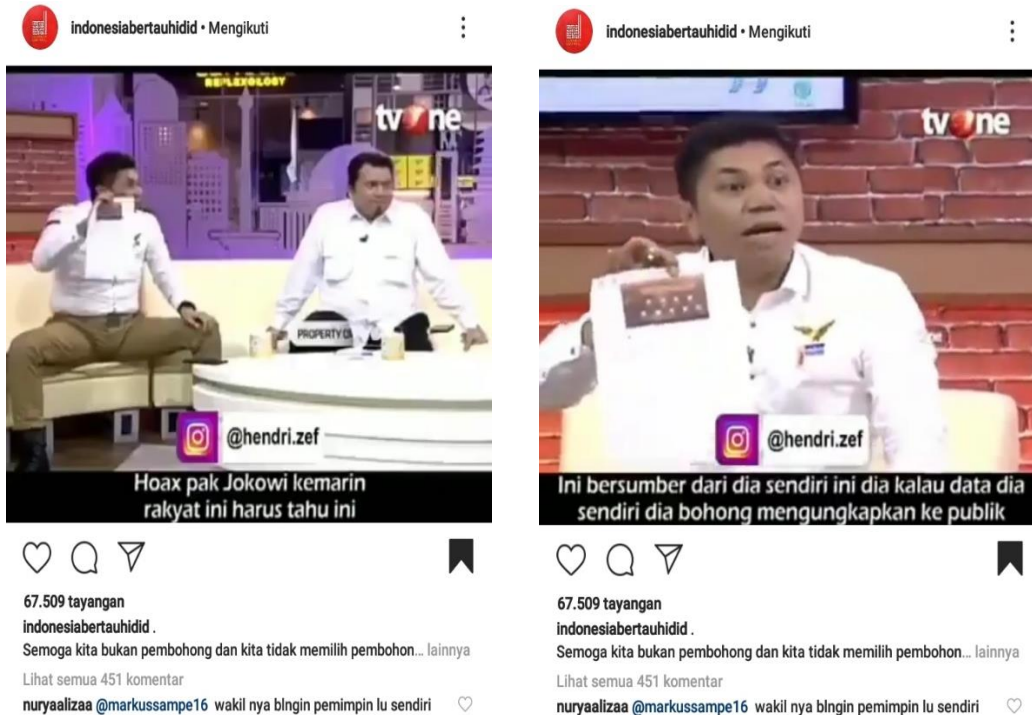 indonesiabertauhidid • Mengikuti
REFLEXOLOGY
tvOne
PROPERTY OF
@hendri.zef
Hoax pak Jokowi kemarin
rakyat ini harus tahu ini
67.509 tayangan
indonesiabertauhidid .
Semoga kita bukan pembohong dan kita tidak memilih pembohon... lainnya
Lihat semua 451 komentar
nuryaalizaa @markussampe16 wakil nya blngin pemimpin lu sendiri
indonesiabertauhidid • Mengikuti
tvOne
@hendri.zef
Ini bersumber dari dia sendiri ini dia kalau data dia
sendiri dia bohong mengungkapkan ke publik
67.509 tayangan
indonesiabertauhidid .
Semoga kita bukan pembohong dan kita tidak memilih pembohon... lainnya
Lihat semua 451 komentar
nuryaalizaa @markussampe16 wakil nya blngin pemimpin lu sendiri